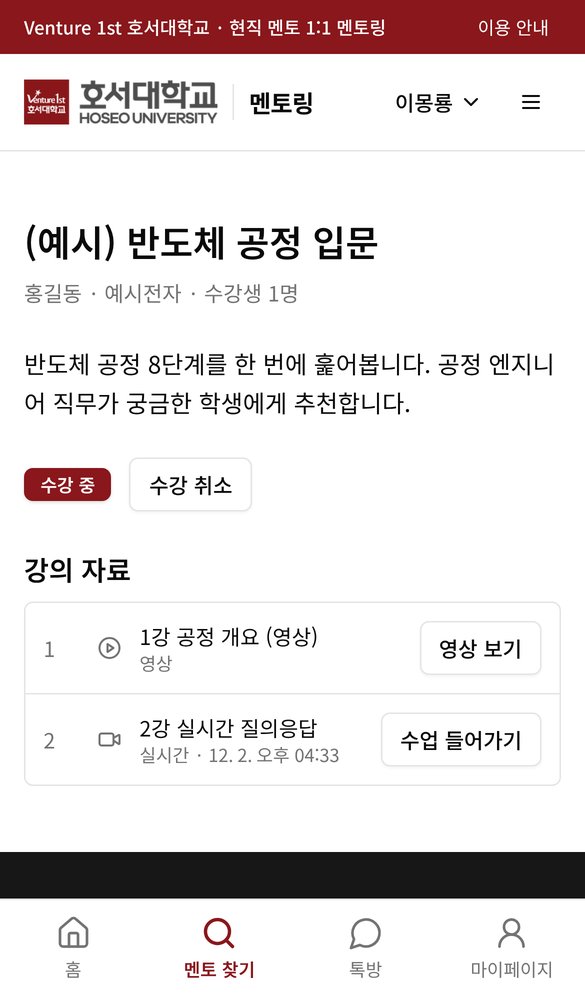 Venture 1st 호서대학교 · 현직 멘토 1:1 멘토링
이용 안내
Venture 1st
호서대학교
호서대학교
HOSEO UNIVERSITY
멘토링
이몽룡
(예시) 반도체 공정 입문
홍길동 · 예시전자 · 수강생 1명
반도체 공정 8단계를 한 번에 훑어봅니다. 공정 엔지니
어 직무가 궁금한 학생에게 추천합니다.
수강 중
수강 취소
강의 자료
1
1강 공정 개요 (영상)
영상
영상 보기
2
2강 실시간 질의응답
실시간 · 12. 2. 오후 04:33
수업 들어가기
홈
멘토 찾기
톡방
마이페이지